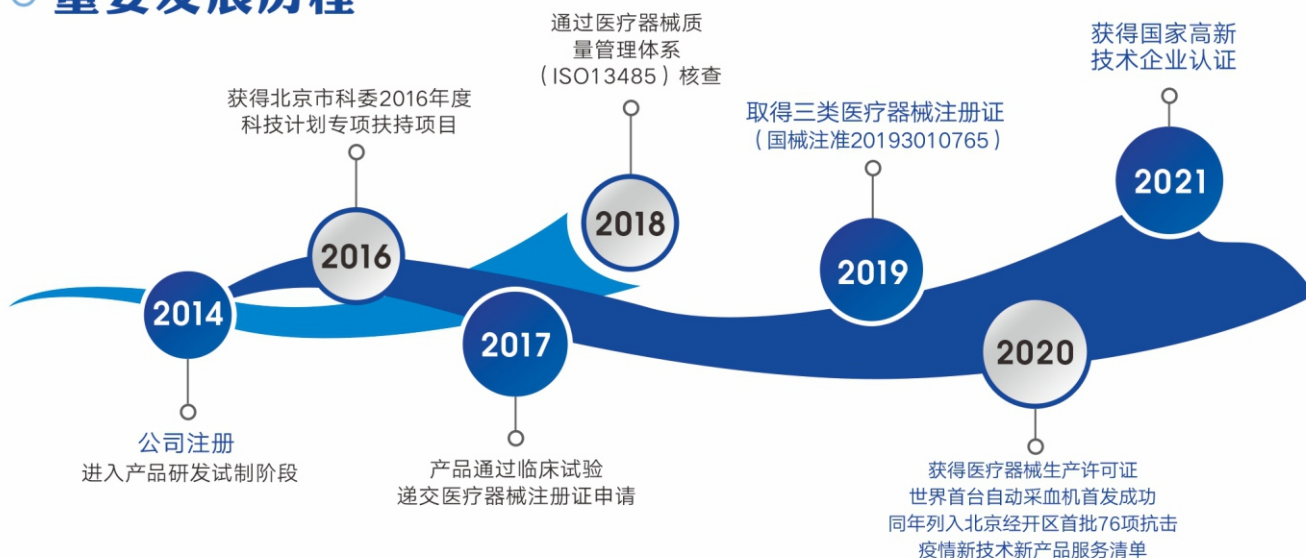 重要发展历程
通过医疗器械质
量管理体系
（ISO13485）核查
获得国家高新
技术企业认证
获得北京市科委2016年度
科技计划专项扶持项目
取得三类医疗器械注册证
（国械注准20193010765）
2021
2018
2016
2019
2014
2017
2020
公司注册
进入产品研发试制阶段
产品通过临床试验
递交医疗器械注册证申请
获得医疗器械生产许可证
世界首台自动采血机首发成功
同年列入北京经开区首批76项抗击
疫情新技术新产品服务清单